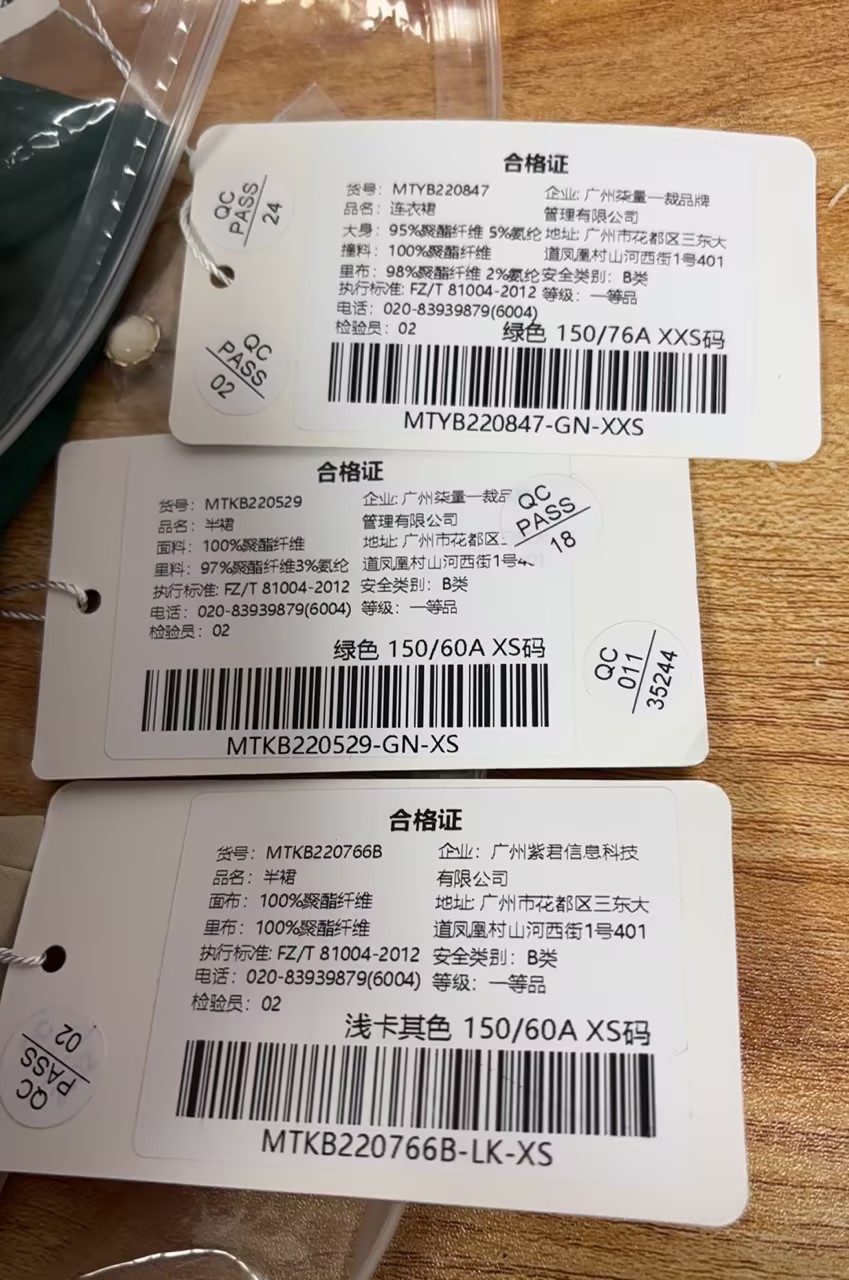 合格证
货号：MTYB220847
品名：连衣裙
大身：95%聚酯纤维 5%氨纶
撞料：100%聚酯纤维
里布：98%聚酯纤维 2%氨纶
执行标准: FZ/T 81004-2012
电话：020-83939879(6004)
检验员：02
企业: 广州柒量一裁品牌
管理有限公司
地址: 广州市花都区三东大
道凤凰村山河西街1号401
安全类别：B类
等级：一等品
绿色 150/76A XXS码
MTYB220847-GN-XXS
QC
PASS
24
QC
PASS
02
合格证
货号：MTKB220529
品名：半裙
面料：100%聚酯纤维
里料：97%聚酯纤维3%氨纶
执行标准: FZ/T 81004-2012
电话：020-83939879(6004)
检验员：02
企业: 广州柒量一裁品
管理有限公司
地址: 广州市花都区
道凤凰村山河西街1号4
安全类别：B类
等级：一等品
绿色 150/60A XS码
MTKB220529-GN-XS
QC
PASS
18
QC
011
35244
合格证
货号：MTKB220766B
品名：半裙
面布：100%聚酯纤维
里布：100%聚酯纤维
执行标准: FZ/T 81004-2012
电话：020-83939879(6004)
检验员：02
企业：广州紫君信息科技
有限公司
地址: 广州市花都区三东大
道凤凰村山河西街1号401
安全类别：B类
等级：一等品
浅卡其色 150/60A XS码
MTKB220766B-LK-XS
QC
PASS
02